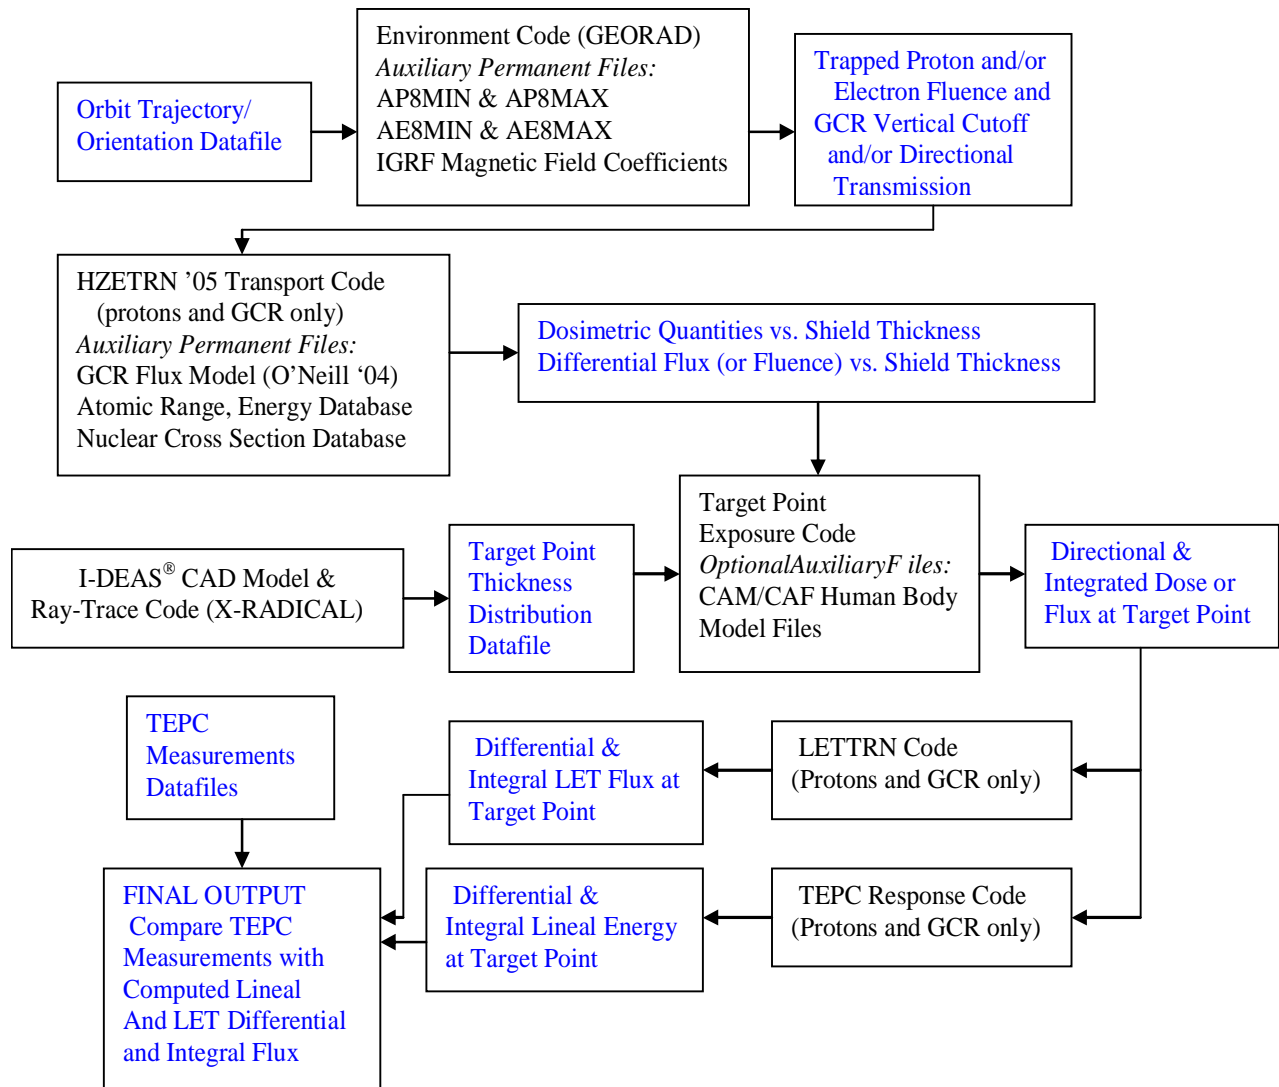 Orbit Trajectory/
Orientation Datafile
Environment Code (GEORAD)
Auxiliary Permanent Files:
AP8MIN & AP8MAX
AE8MIN & AE8MAX
IGRF Magnetic Field Coefficients
Trapped Proton and/or
Electron Fluence and
GCR Vertical Cutoff
and/or Directional
Transmission
HZETRN ’05 Transport Code
(protons and GCR only)
Auxiliary Permanent Files:
GCR Flux Model (O’Neill ‘04)
Atomic Range, Energy Database
Nuclear Cross Section Database
Dosimetric Quantities vs. Shield Thickness
Differential Flux (or Fluence) vs. Shield Thickness
I-DEAS® CAD Model &
Ray-Trace Code (X-RADICAL)
Target Point
Thickness
Distribution
Datafile
Target Point
Exposure Code
OptionalAuxiliaryF iles:
CAM/CAF Human Body
Model Files
Directional &
Integrated Dose or
Flux at Target Point
TEPC
Measurements
Datafiles
Differential &
Integral LET Flux at
Target Point
LETTRN Code
(Protons and GCR only)
FINAL OUTPUT
Compare TEPC
Measurements with
Computed Lineal
And LET Differential
and Integral Flux
Differential &
Integral Lineal Energy
at Target Point
TEPC Response Code
(Protons and GCR only)